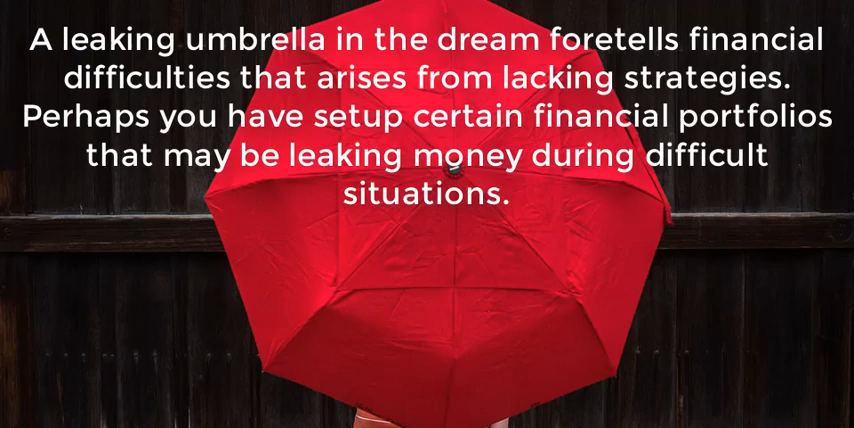 A leaking umbrella in the dream foretells financial
difficulties that arises from lacking strategies.
Perhaps you have setup certain financial portfolios
that may be leaking money during difficult
situations.